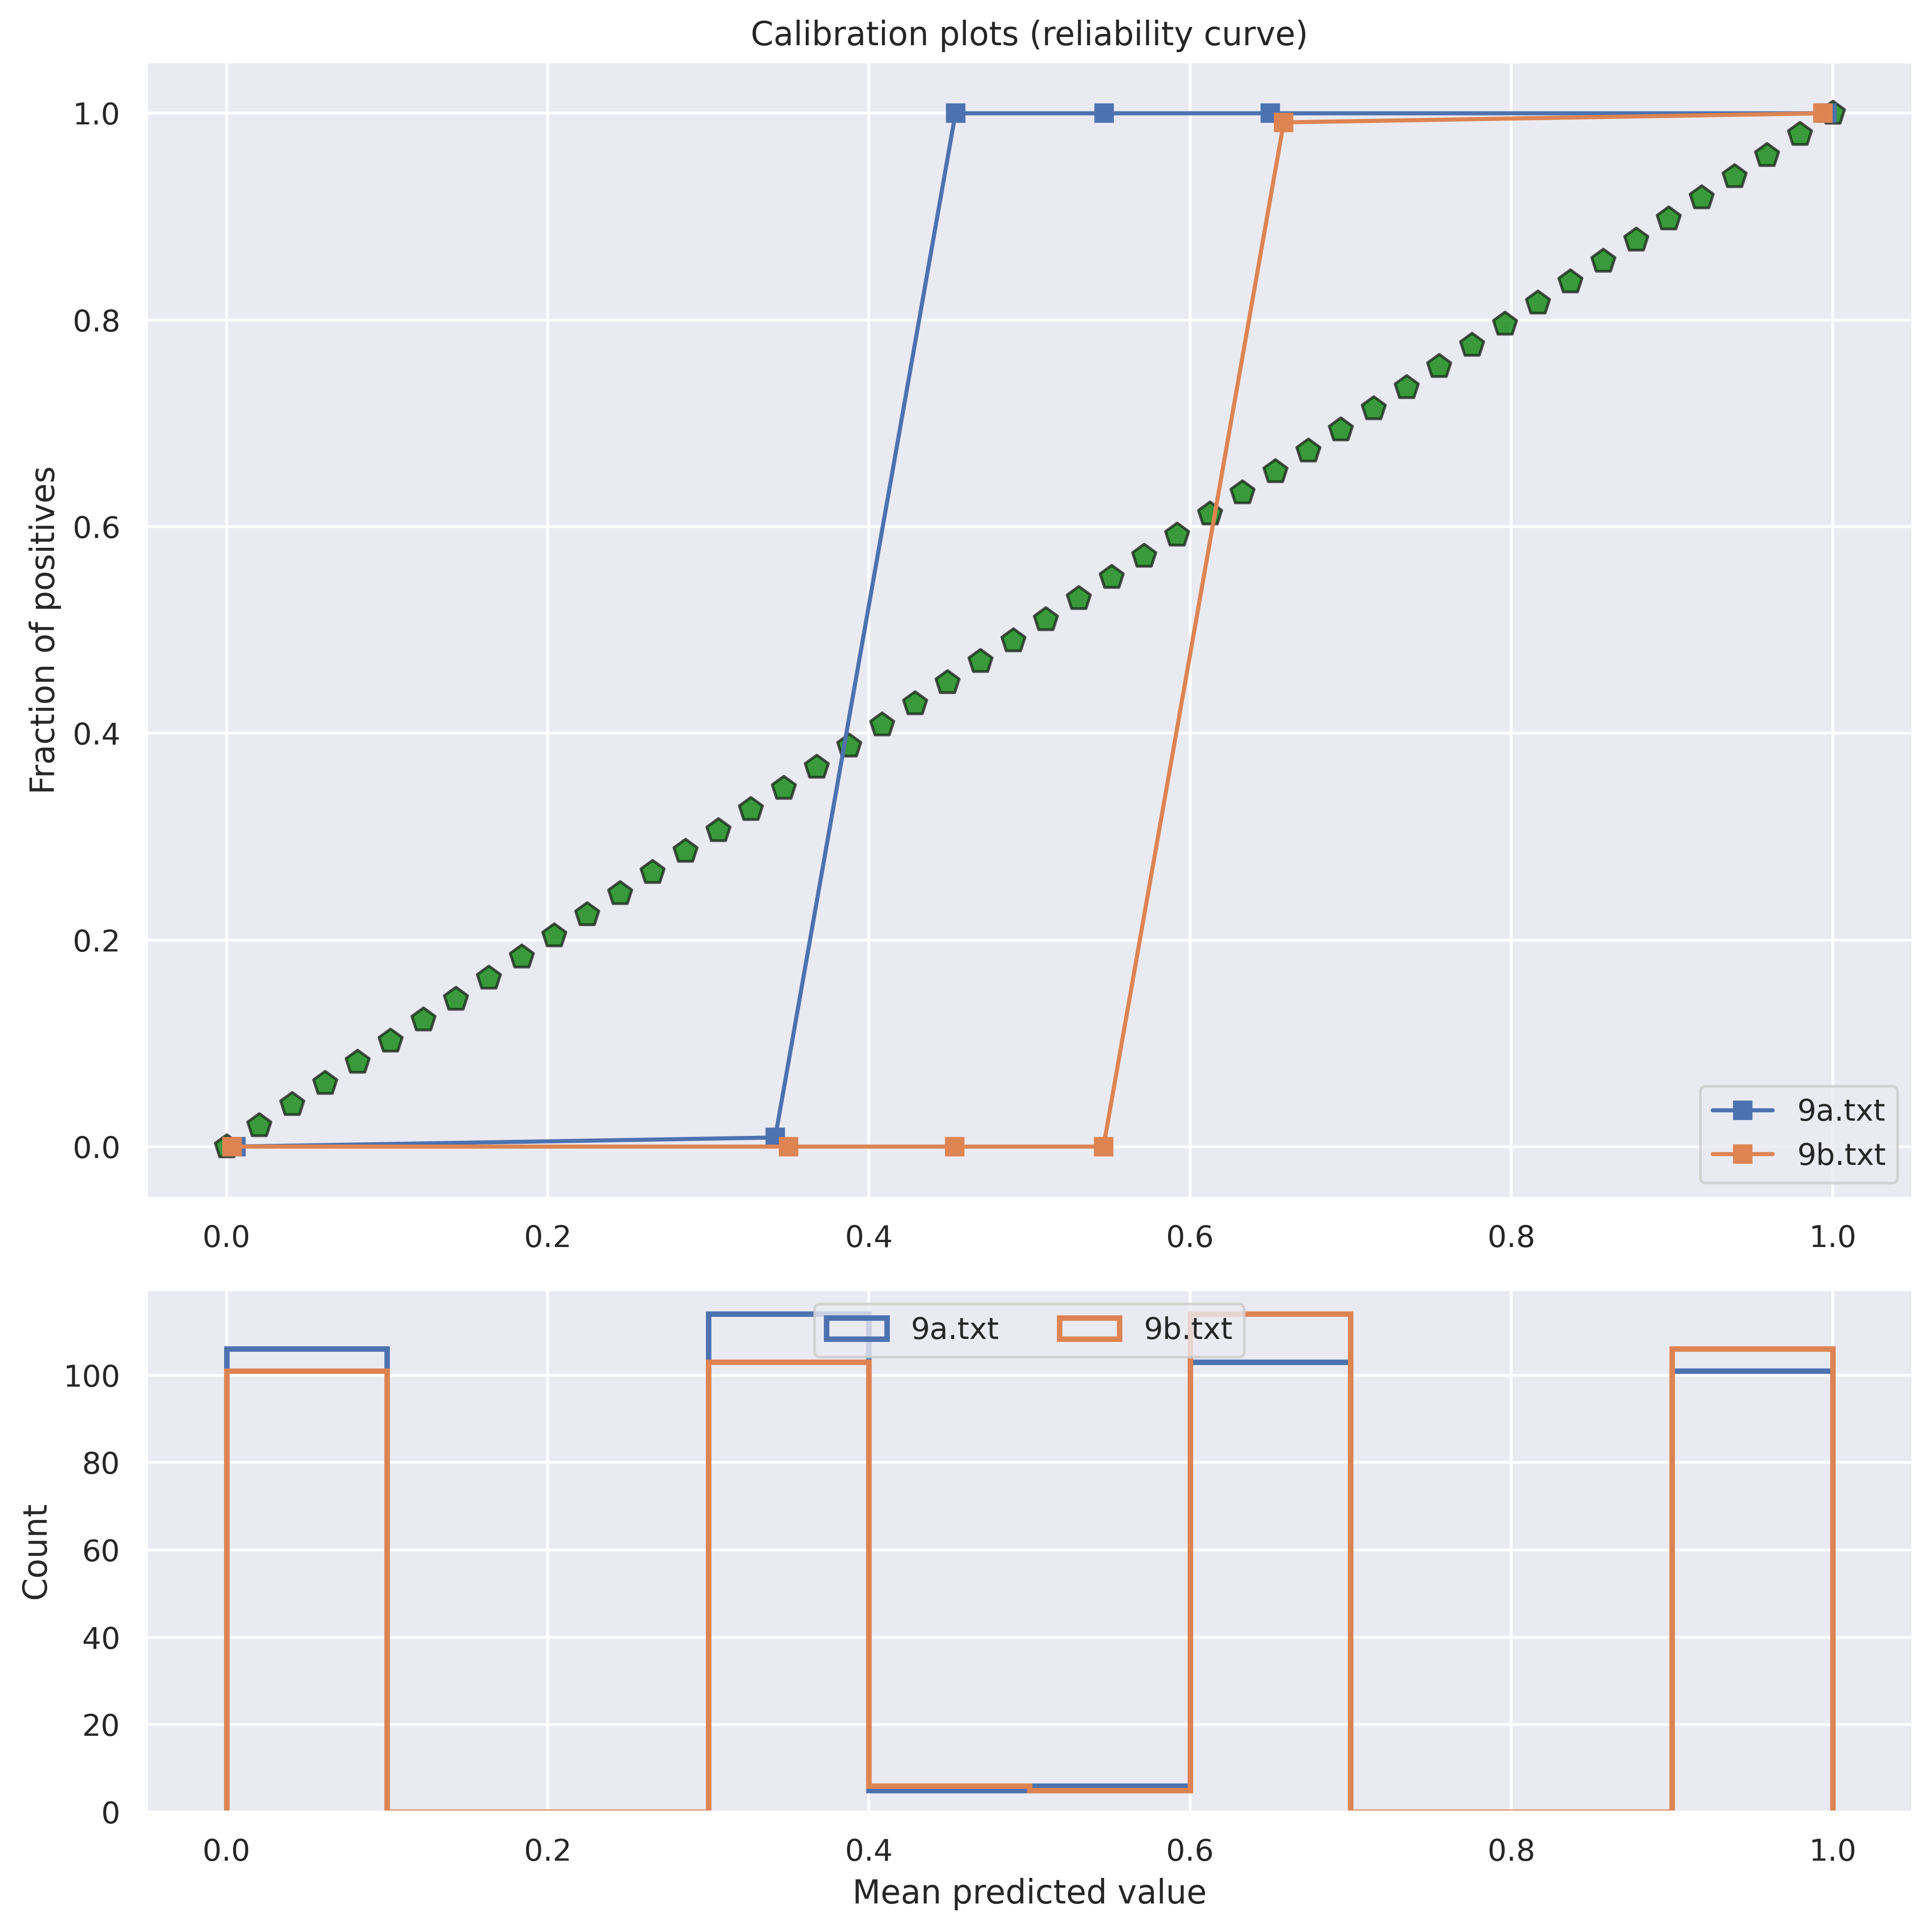 Calibration plots (reliability curve)
1.0
0.8
0.6
0.4
0.2
0.0
Fraction of positives
9a.txt
9b.txt
0.0 0.2 0.4 0.6 0.8 1.0
9a.txt 9b.txt
100
80
60
40
20
0
Count
0.0 0.2 0.4 0.6 0.8 1.0
Mean predicted value